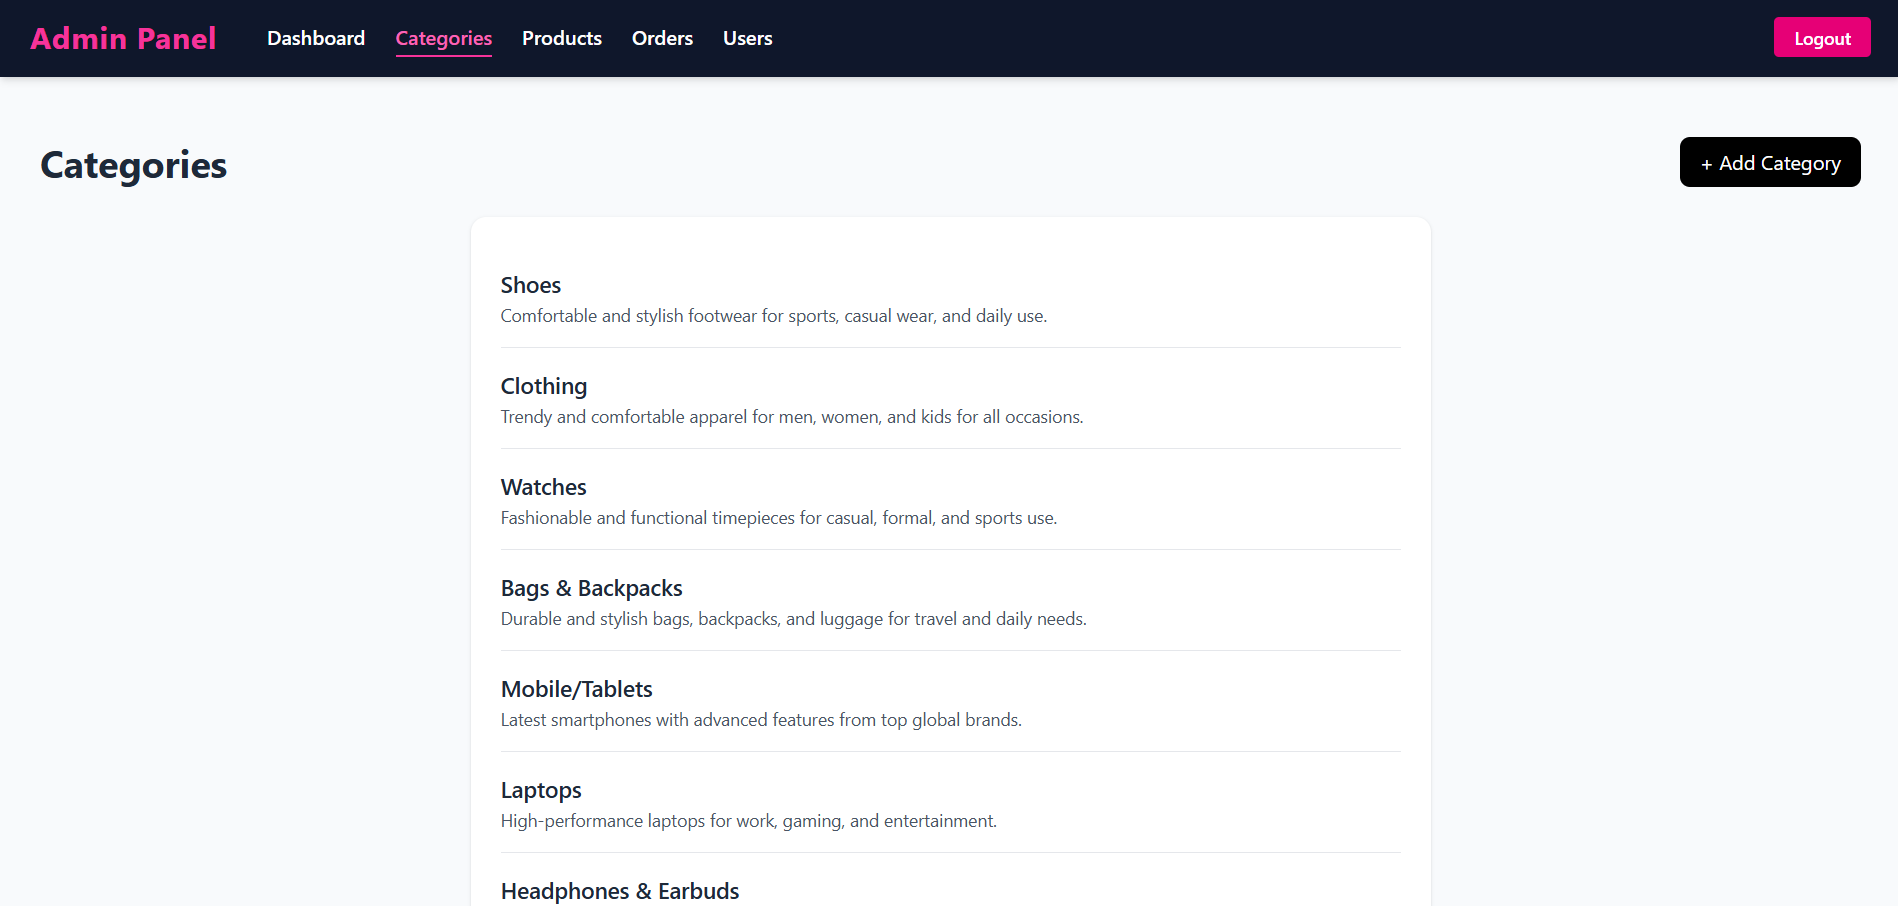 Admin Panel Dashboard Categories Products Orders Users Logout
Categories + Add Category
Shoes
Comfortable and stylish footwear for sports, casual wear, and daily use.
Clothing
Trendy and comfortable apparel for men, women, and kids for all occasions.
Watches
Fashionable and functional timepieces for casual, formal, and sports use.
Bags & Backpacks
Durable and stylish bags, backpacks, and luggage for travel and daily needs.
Mobile/Tablets
Latest smartphones with advanced features from top global brands.
Laptops
High-performance laptops for work, gaming, and entertainment.
Headphones & Earbuds